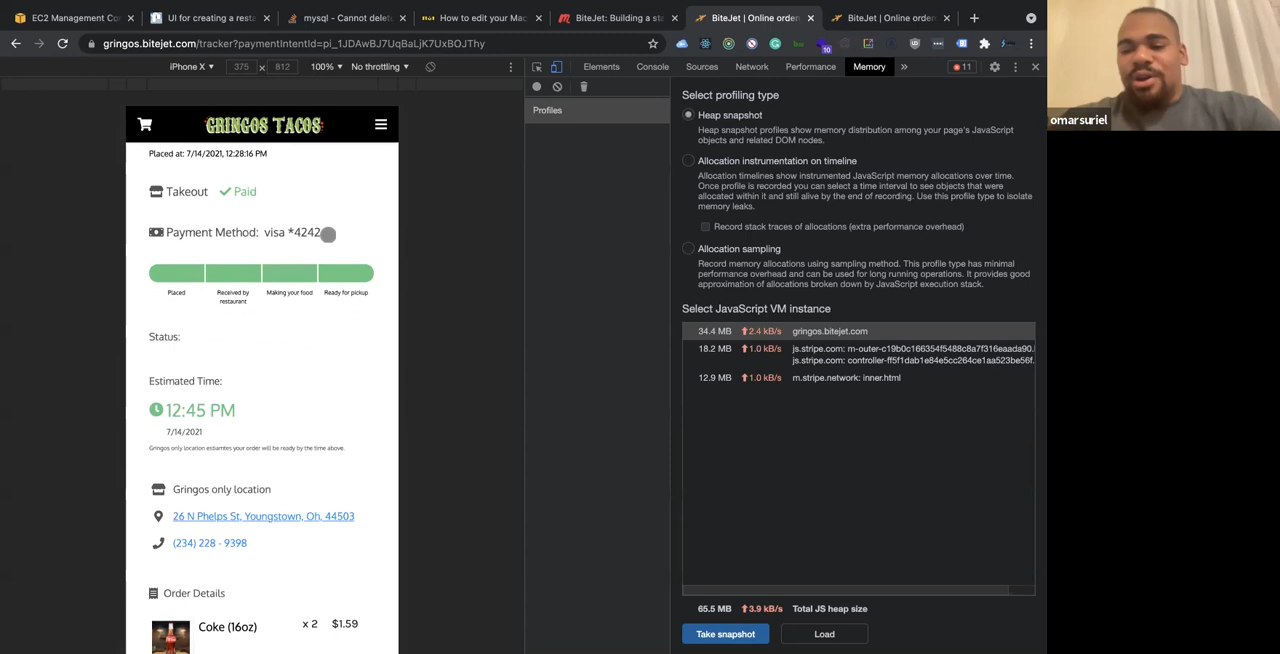 EC2 Management Co
UI for creating a resta
mysql - Cannot delet
How to edit your Mac
BiteJet: Building a sta
BiteJet | Online order
BiteJet | Online order
gringos.bitejet.com/tracker?paymentIntentId=pi_1JDAwBJ7UqBaLjK7UxBOJThy
10
iPhone X 375 x 812 100% No throttling
Elements Console Sources Network Performance Memory » 11
GRINGOS TACOS
Placed at: 7/14/2021, 12:28:16 PM
Takeout Paid
Payment Method: visa *4242
Placed
Received by
restaurant
Making your food
Ready for pickup
Status:
Estimated Time:
12:45 PM
7/14/2021
Gringos only location estiamtes your order will be ready by the time above.
Gringos only location
26 N Phelps St, Youngstown, Oh, 44503
(234) 228 - 9398
Order Details
Coke (16oz) x 2 $1.59
Profiles
Select profiling type
Heap snapshot
Heap snapshot profiles show memory distribution among your page's JavaScript
objects and related DOM nodes.
Allocation instrumentation on timeline
Allocation timelines show instrumented JavaScript memory allocations over time.
Once profile is recorded you can select a time interval to see objects that were
allocated within it and still alive by the end of recording. Use this profile type to isolate
memory leaks.
Record stack traces of allocations (extra performance overhead)
Allocation sampling
Record memory allocations using sampling method. This profile type has minimal
performance overhead and can be used for long running operations. It provides good
approximation of allocations broken down by JavaScript execution stack.
Select JavaScript VM instance
34.4 MB 2.4 kB/s gringos.bitejet.com
18.2 MB 1.0 kB/s js.stripe.com: m-outer-c19b0c166354f5488c8a7f316eaada90.
js.stripe.com: controller-ff5f1dab1e84e5cc264ce1aa523be56f.
12.9 MB 1.0 kB/s m.stripe.network: inner.html
65.5 MB 3.9 kB/s Total JS heap size
Take snapshot
Load
omarsuriel